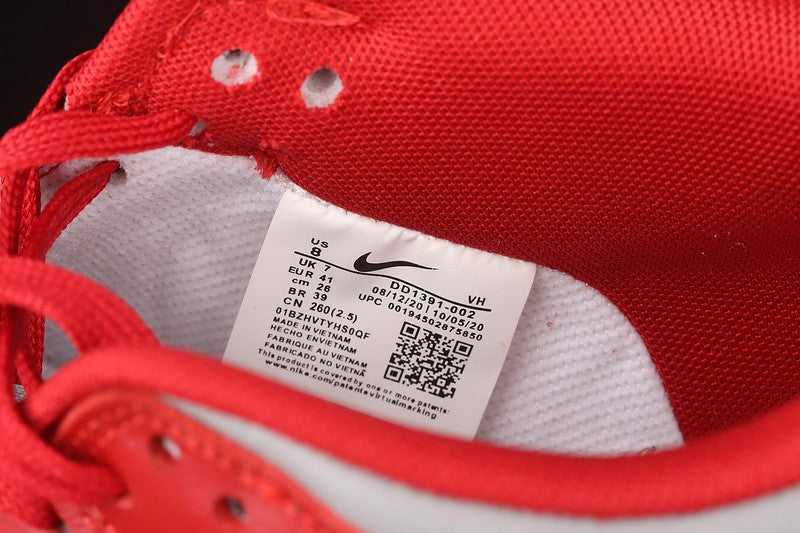 US
8
UK 7
EUR 41
cm 26
BR 39
CN 260(2.5)
DD1391-002 VH
08/12/20 | 10/05/20
UPC 00194502875850
01BZHVTYHS0QF
MADE IN VIETNAM
HECHO EN VIETNAM
FABRIQUE AU VIETNAM
FABRICADO NO VIETNÃ
This product is covered by one or more patents:
www.nike.com/patentsvirtualmarking